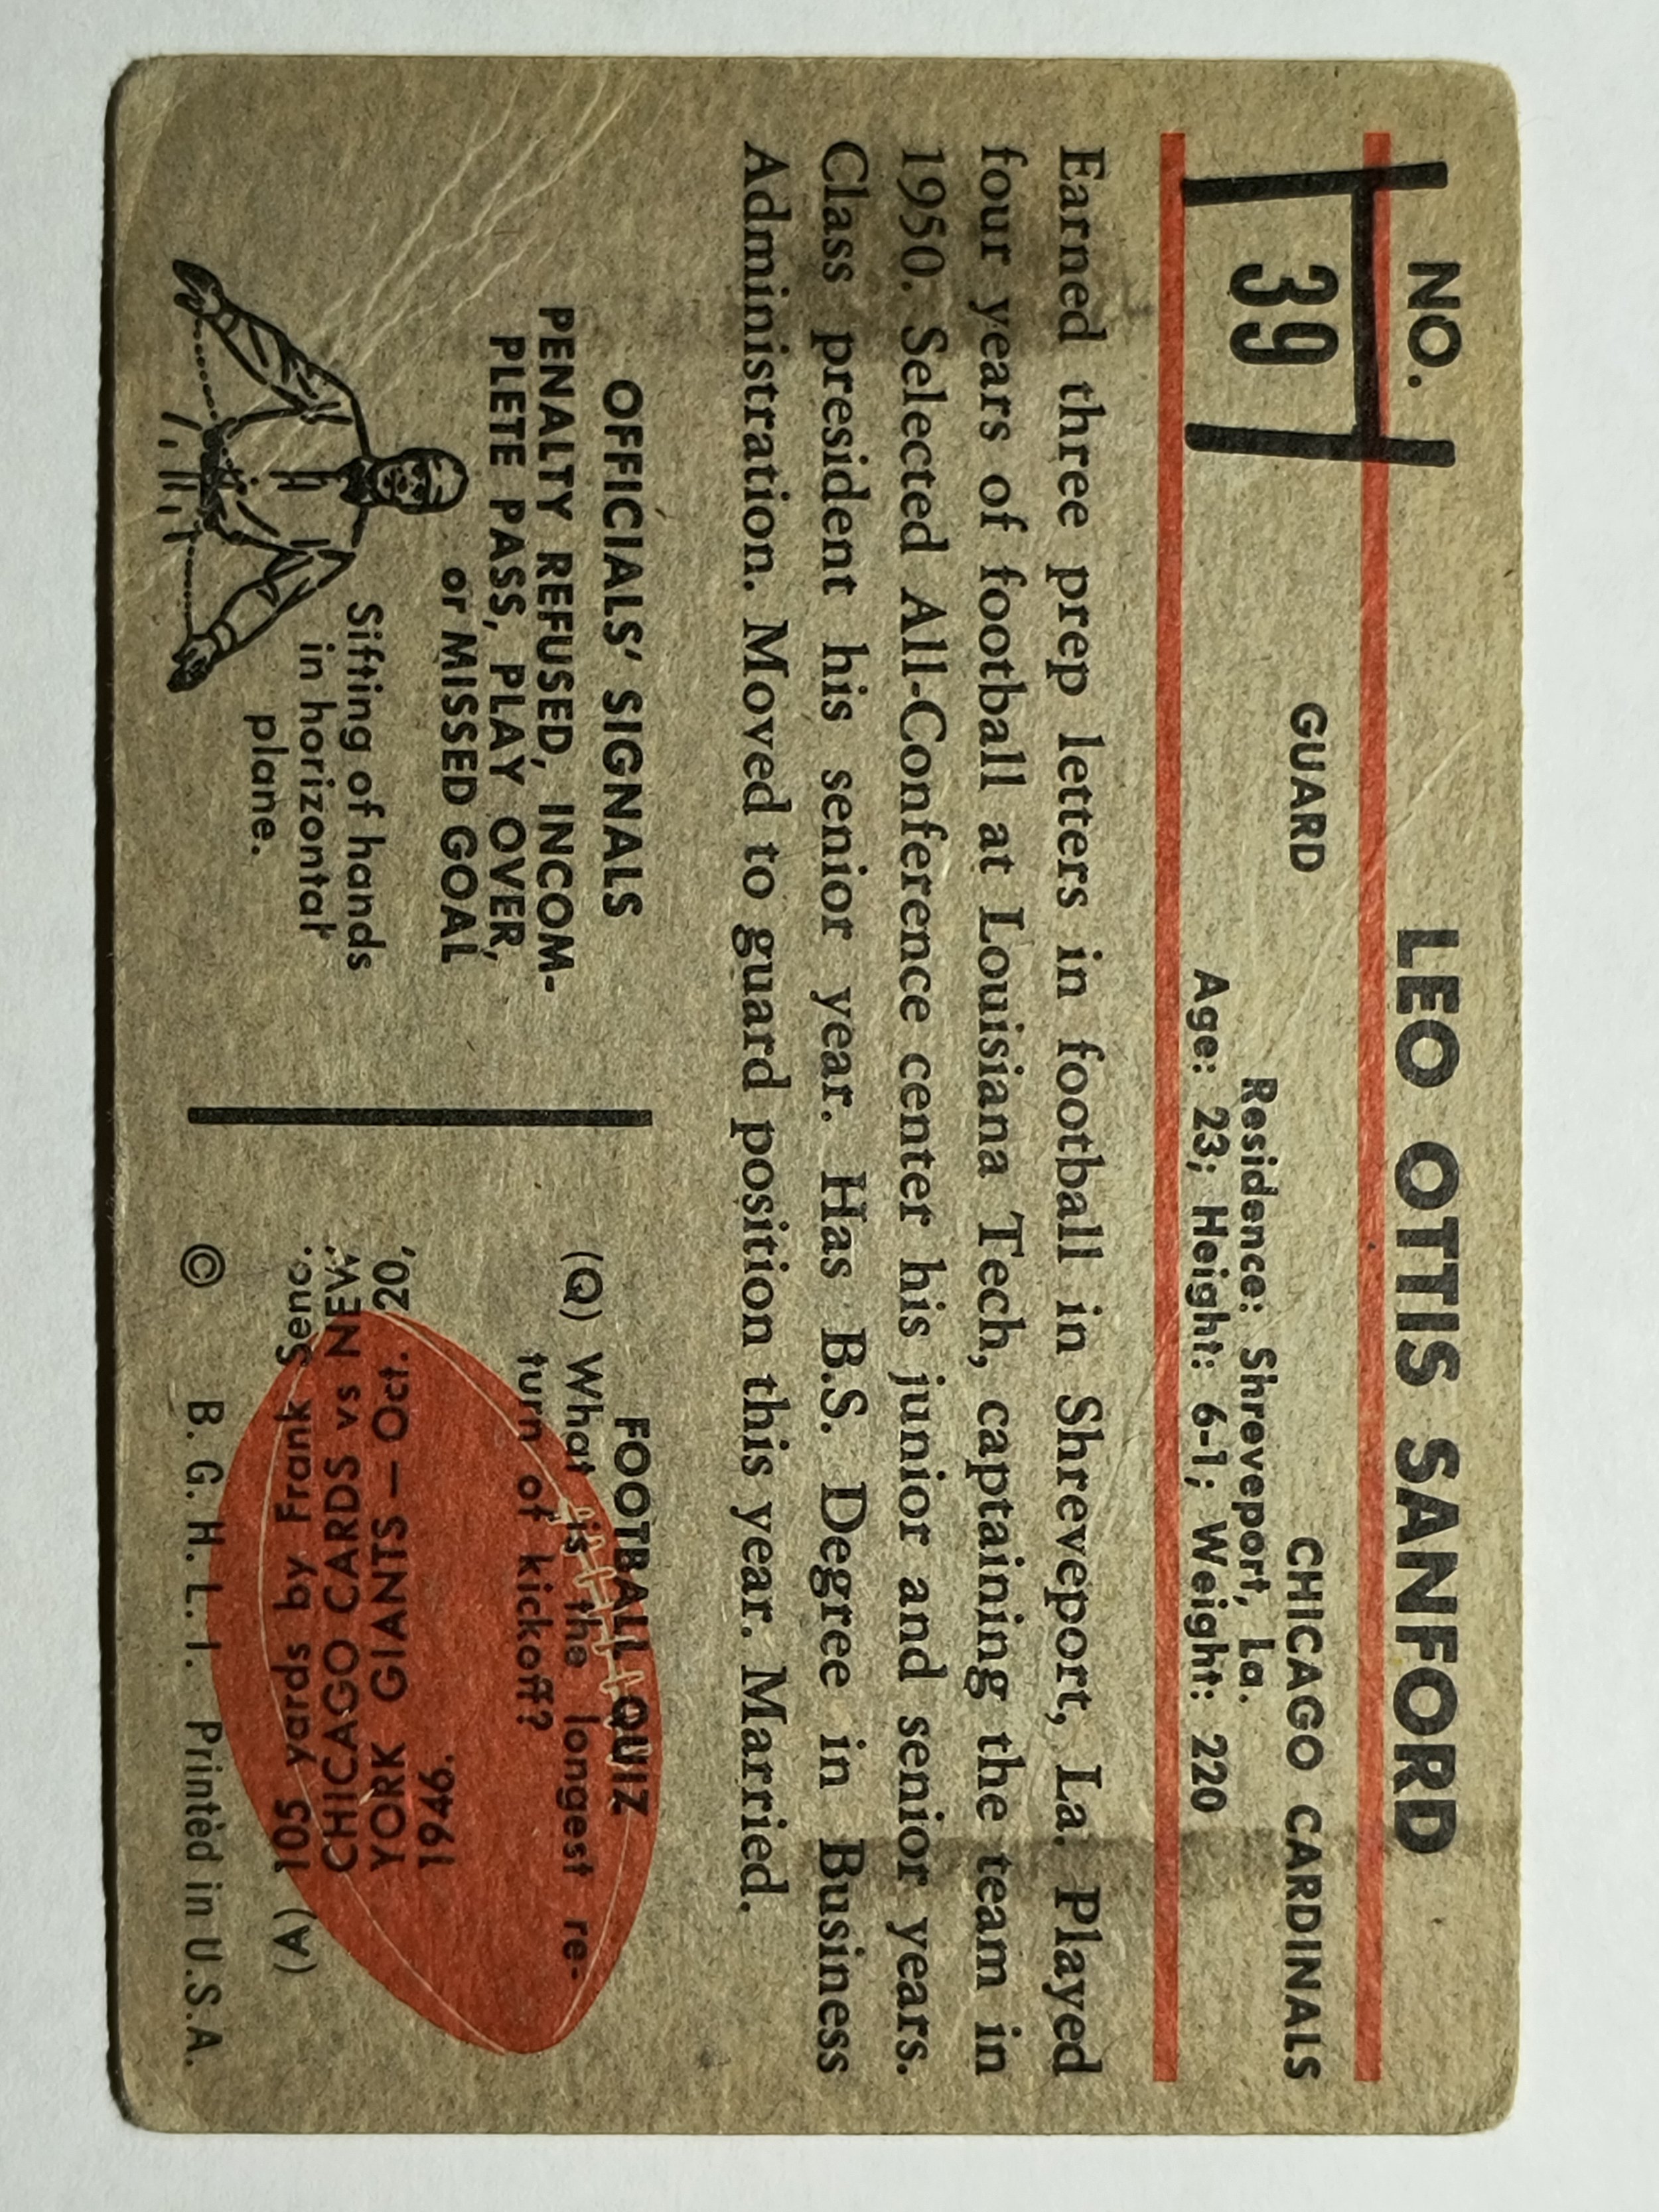 NO.
39
LEO OTTIS SANFORD
GUARD
CHICAGO CARDINALS
Residence: Shreveport, La.
Age: 23; Height: 6-1; Weight: 220
Earned three prep letters in football in Shreveport, La. Played
four years of football at Louisiana Tech, captaining the team in
1950. Selected All-Conference center his junior and senior years.
Class president his senior year. Has B.S. Degree in Business
Administration. Moved to guard position this year. Married.
OFFICIALS' SIGNALS
PENALTY REFUSED, INCOM-
PLETE PASS, PLAY OVER,
or MISSED GOAL
Sifting of hands
in horizontal
plane.
FOOTBALL QUIZ
(Q) What is the longest re-
turn of kickoff?
(A) 105 yards by Frank Seno.
CHICAGO CARDS vs NEW
YORK GIANTS — Oct. 20,
1946.
© B. G. H. L. I. Printed in U.S.A.